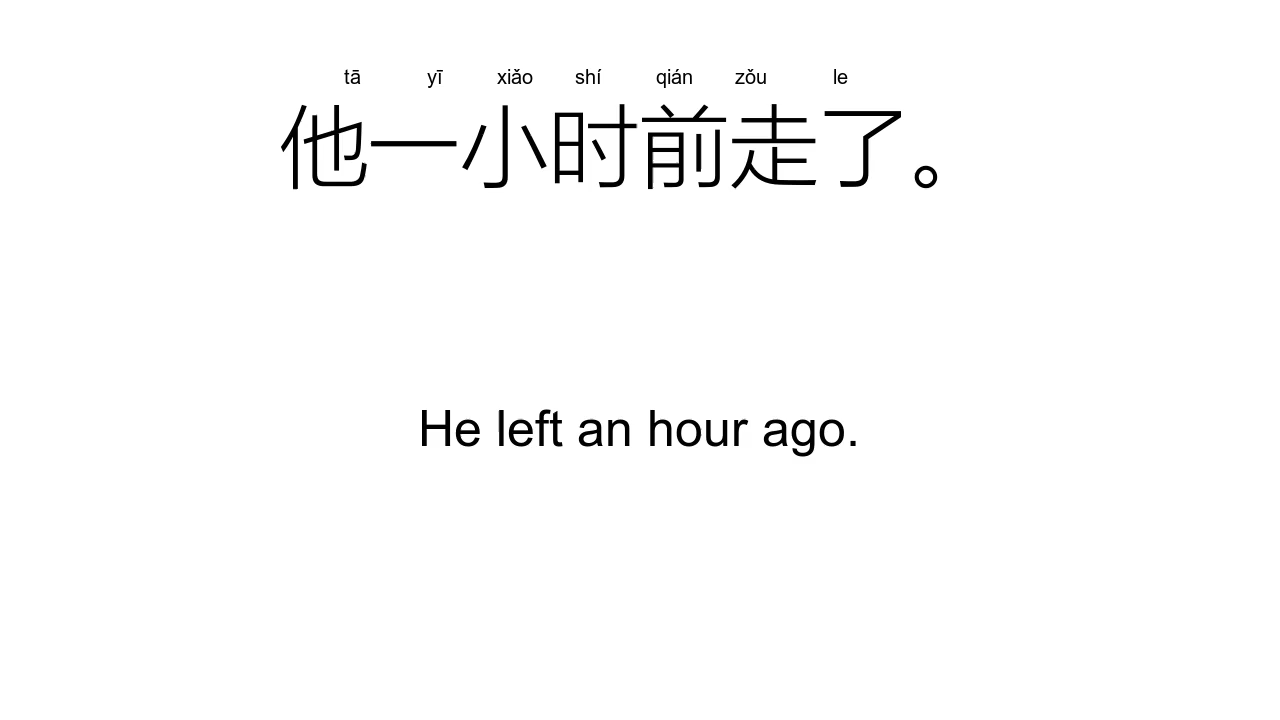 tā yī xiǎo shí qián zǒu le
他一小时前走了。
He left an hour ago.